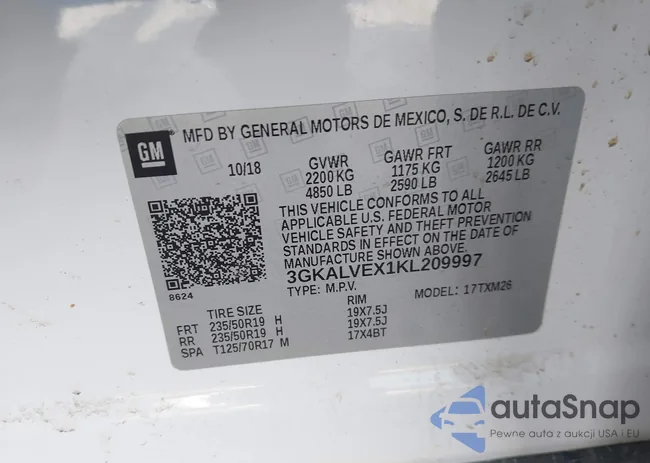 GM
MFD BY GENERAL MOTORS DE MEXICO, S. DE R.L. DE C.V.
10/18 GVWR GAWR FRT GAWR RR
2200 KG 1175 KG 1200 KG
4850 LB 2590 LB 2645 LB
THIS VEHICLE CONFORMS TO ALL
APPLICABLE U.S. FEDERAL MOTOR
VEHICLE SAFETY AND THEFT PREVENTION
STANDARDS IN EFFECT ON THE DATE OF
MANUFACTURE SHOWN ABOVE.
3GKALVEX1KL209997
8624
TYPE: M.P.V. MODEL: 17TXM26
TIRE SIZE RIM
FRT 235/50R19 H 19X7.5J
RR 235/50R19 H 19X7.5J
SPA T125/70R17 M 17X4BT
autaSnap
Pewne auta z aukcji USA i EU